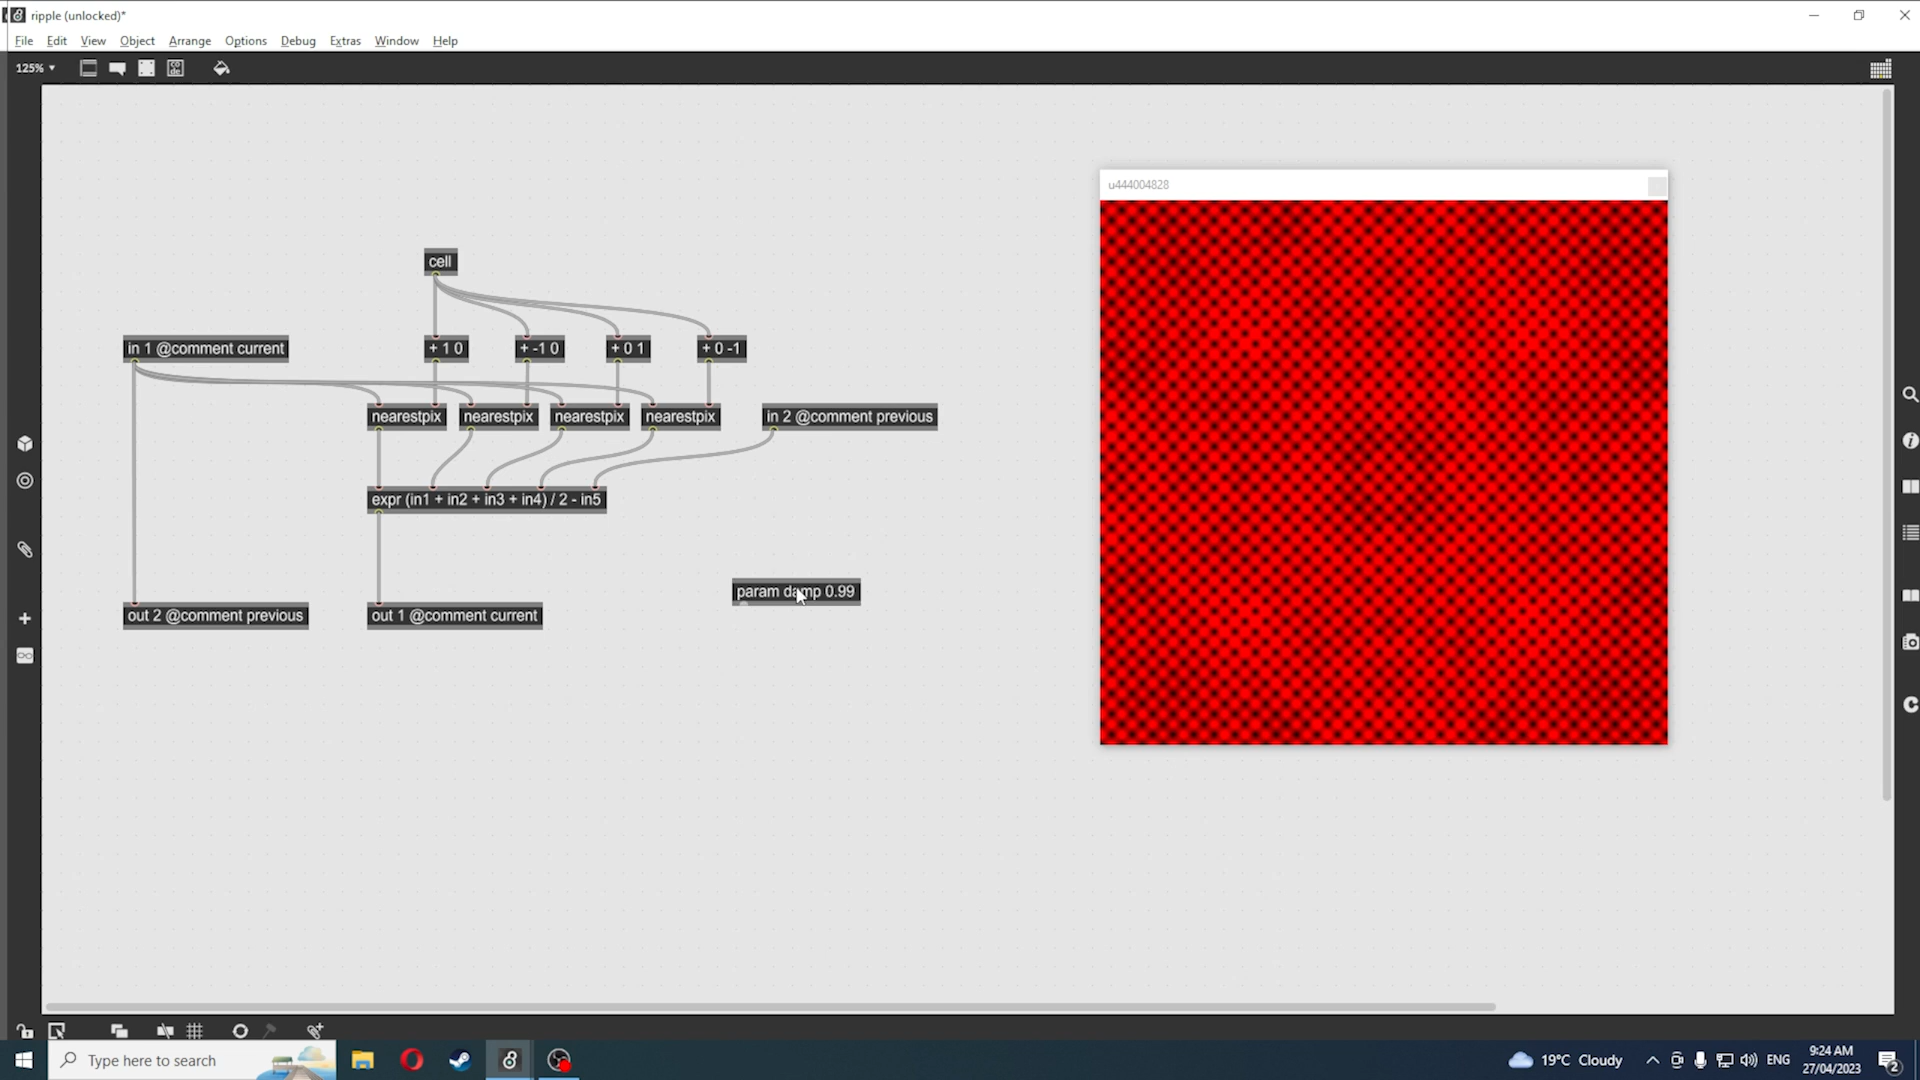 ripple (unlocked)*
File Edit View Object Arrange Options Debug Extras Window Help
125%
co
de
u444004828
cell
in 1 @comment current
+ 1 0
+ -1 0
+ 0 1
+ 0 -1
nearestpix
nearestpix
nearestpix
nearestpix
in 2 @comment previous
expr (in1 + in2 + in3 + in4) / 2 - in5
param damp 0.99
out 2 @comment previous
out 1 @comment current
Type here to search
19°C Cloudy
ENG
9:24 AM
27/04/2023
2